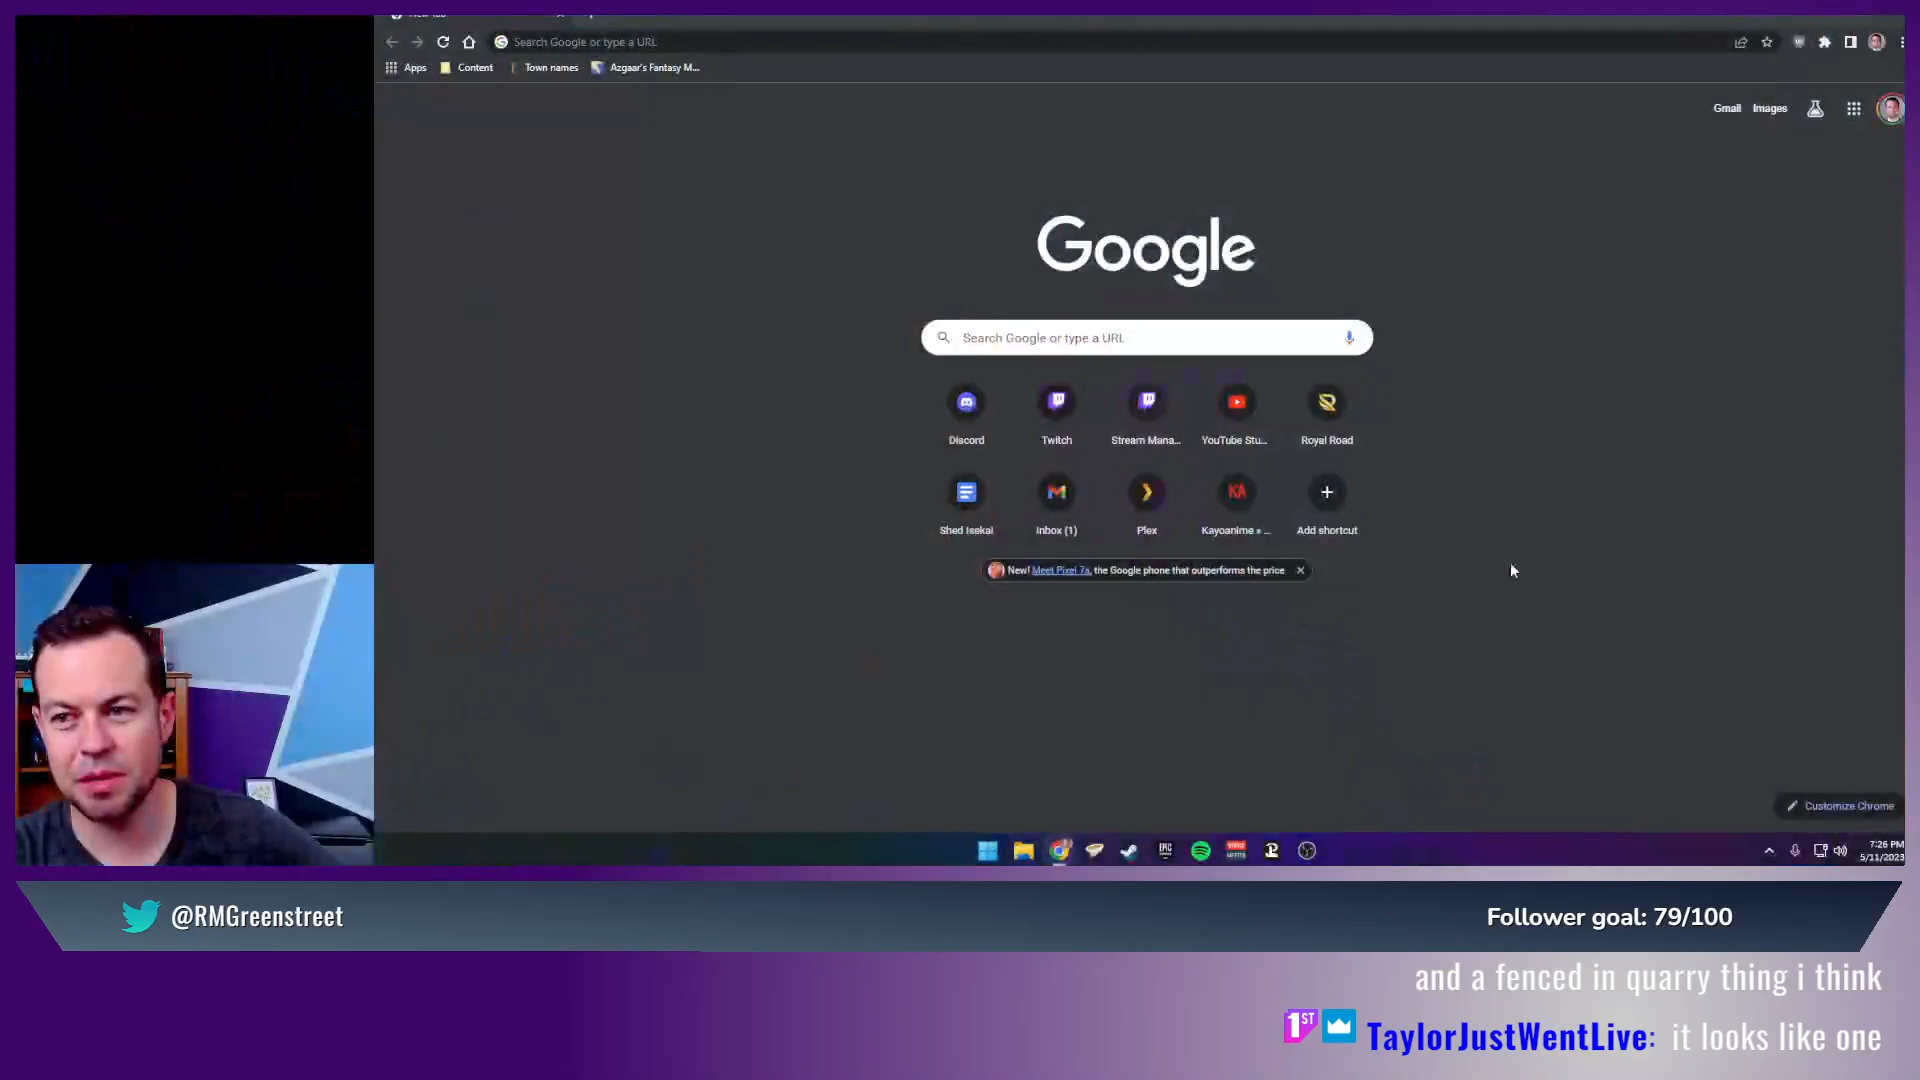 Search Google or type a URL
Apps
Content
Town names
Azgaar's Fantasy M...
Gmail
Images
Google
Search Google or type a URL
Discord
Twitch
Stream Mana...
YouTube Stu...
Royal Road
KA
Shed Isekai
Inbox (1)
Plex
Kayoanime » ...
Add shortcut
New! Meet Pixel 7a, the Google phone that outperforms the price
Customize Chrome
EPIC
7:26 PM
5/11/2023
@RMGreenstreet
Follower goal: 79/100
and a fenced in quarry thing i think
1ST
TaylorJustWentLive: it looks like one